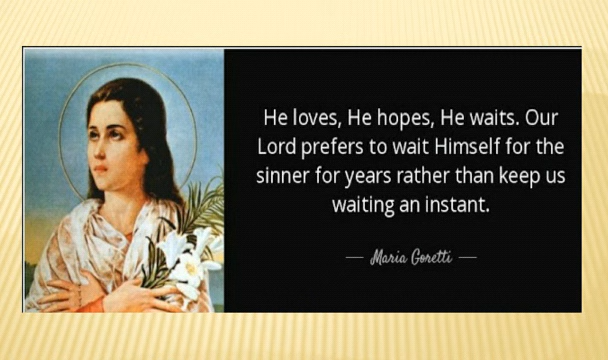 He loves, He hopes, He waits. Our
Lord prefers to wait Himself for the
sinner for years rather than keep us
waiting an instant.
— Maria Goretti —